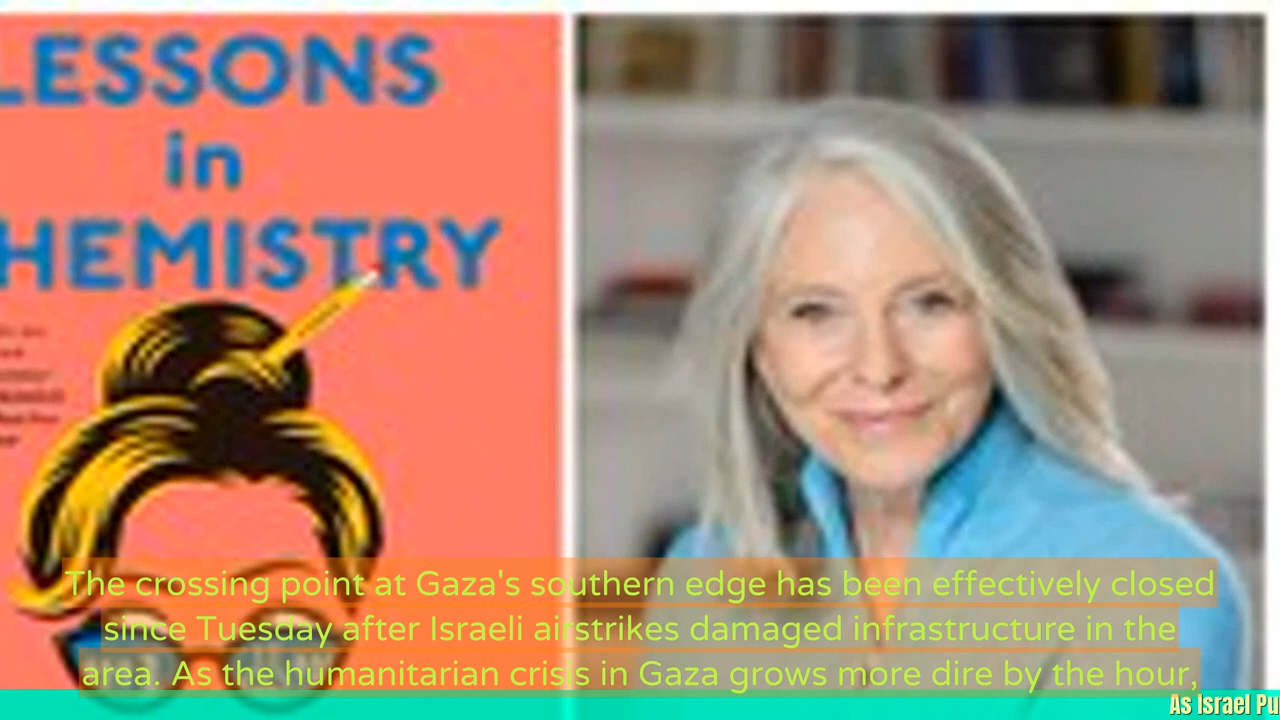 LESSONS
in
HEMISTRY
The crossing point at Gaza's southern edge has been effectively closed
since Tuesday after Israeli airstrikes damaged infrastructure in the
area. As the humanitarian crisis in Gaza grows more dire by the hour,
As Israel Pu